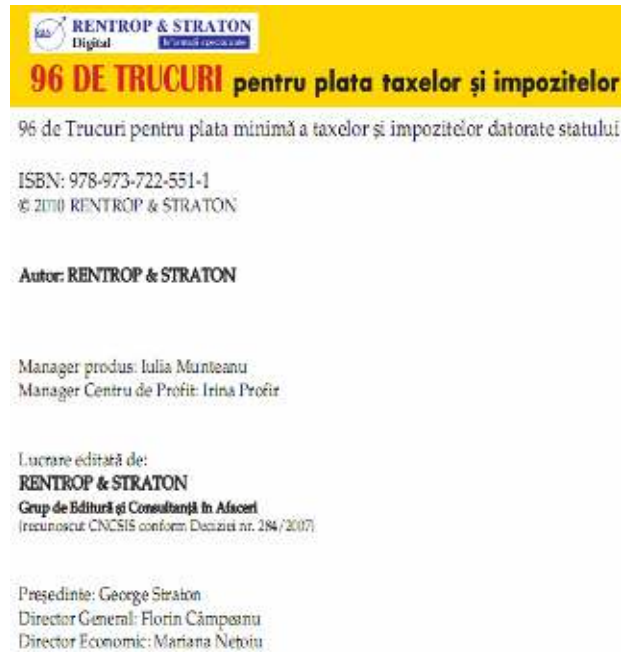 RENTROP & STRATON
Digital Informații specializate
96 DE TRUCURI pentru plata taxelor și impozitelor
96 de Trucuri pentru plata minimă a taxelor și impozitelor datorate statului
ISBN: 978-973-722-551-1
© 2010 RENTROP & STRATON
Autor: RENTROP & STRATON
Manager produs: Iulia Munteanu
Manager Centru de Profit: Irina Profir
Lucrare editată de:
RENTROP & STRATON
Grup de Editură și Consultanță în Afaceri
(recunoscut CNCSIS conform Deciziei nr. 284/2007)
Președinte: George Straton
Director General: Florin Câmpeanu
Director Economic: Mariana Nețoiu